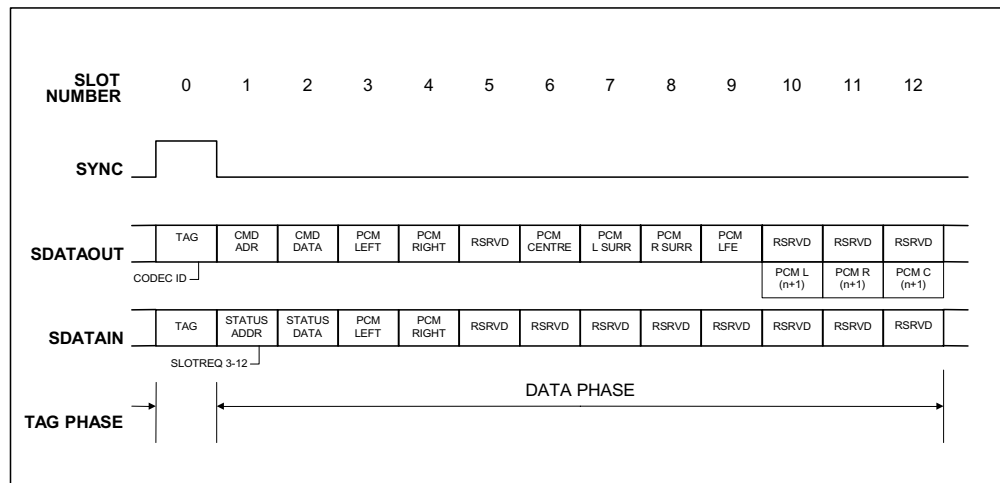 SLOT
NUMBER
0 1 2 3 4 5 6 7 8 9 10 11 12
SYNC
SDATAOUT
TAG
CMD
ADR
CMD
DATA
PCM
LEFT
PCM
RIGHT
RSRVD
PCM
CENTRE
PCM
L SURR
PCM
R SURR
PCM
LFE
RSRVD
RSRVD
RSRVD
CODEC ID
PCM L
(n+1)
PCM R
(n+1)
PCM C
(n+1)
SDATAIN
TAG
STATUS
ADDR
STATUS
DATA
PCM
LEFT
PCM
RIGHT
RSRVD
RSRVD
RSRVD
RSRVD
RSRVD
RSRVD
RSRVD
RSRVD
SLOTREQ 3-12
DATA PHASE
TAG PHASE